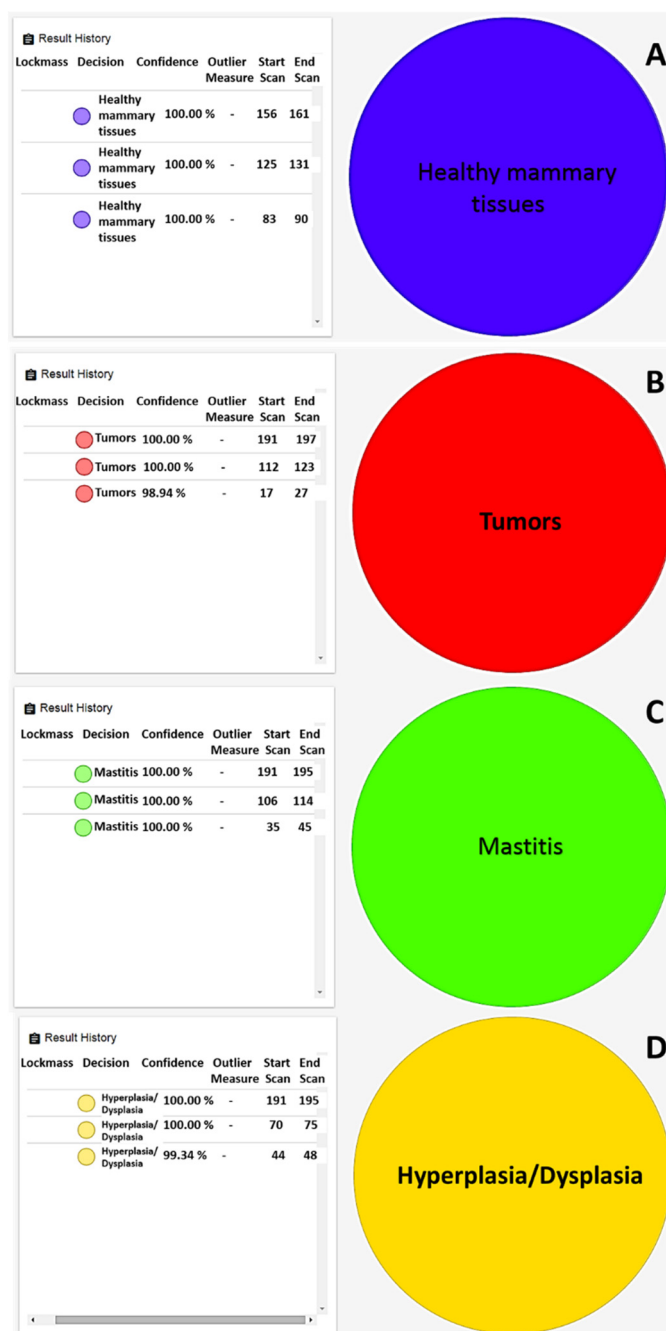 Result History
Lockmass Decision Confidence Outlier Measure Start Scan End Scan
Healthy mammary tissues 100.00 % - 156 161
Healthy mammary tissues 100.00 % - 125 131
Healthy mammary tissues 100.00 % - 83 90
A
Healthy mammary
tissues
Result History
Lockmass Decision Confidence Outlier Measure Start Scan End Scan
Tumors 100.00 % - 191 197
Tumors 100.00 % - 112 123
Tumors 98.94 % - 17 27
B
Tumors
Result History
Lockmass Decision Confidence Outlier Measure Start Scan End Scan
Mastitis 100.00 % - 191 195
Mastitis 100.00 % - 106 114
Mastitis 100.00 % - 35 45
C
Mastitis
Result History
Lockmass Decision Confidence Outlier Measure Start Scan End Scan
Hyperplasia/ Dysplasia 100.00 % - 191 195
Hyperplasia/ Dysplasia 100.00 % - 70 75
Hyperplasia/ Dysplasia 99.34 % - 44 48
D
Hyperplasia/Dysplasia